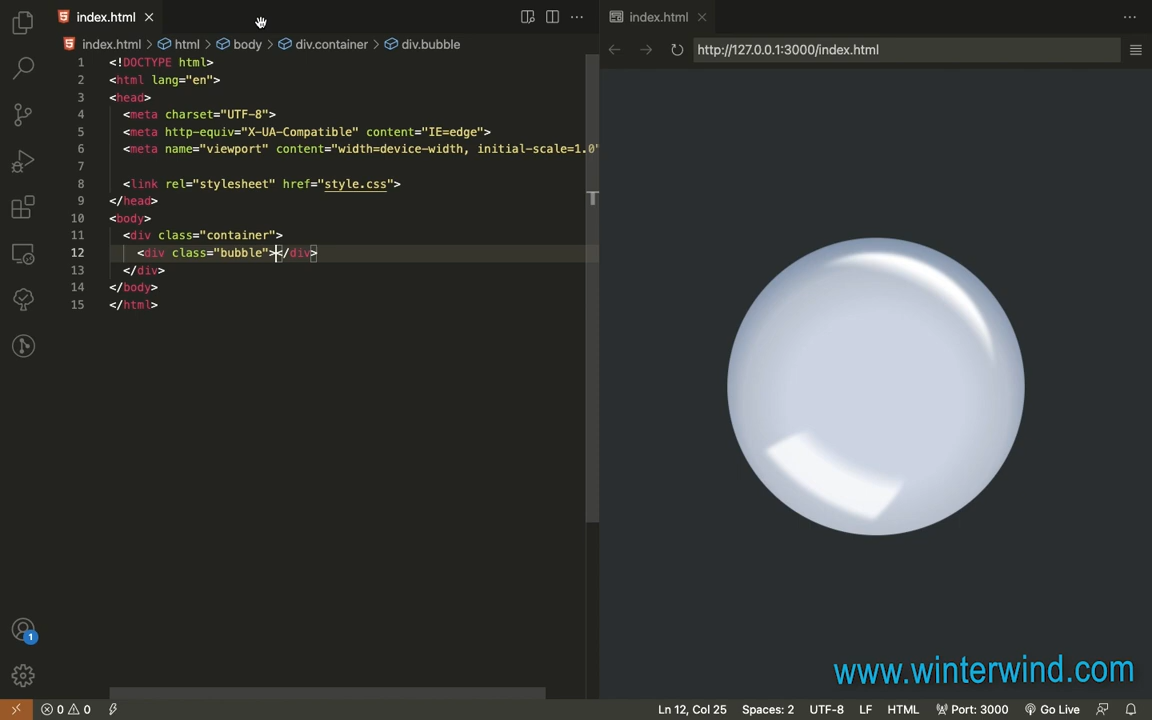 index.html
index.html
index.html > html > body > div.container > div.bubble
http://127.0.0.1:3000/index.html
1 <!DOCTYPE html>
2 <html lang="en">
3 <head>
4 <meta charset="UTF-8">
5 <meta http-equiv="X-UA-Compatible" content="IE=edge">
6 <meta name="viewport" content="width=device-width, initial-scale=1.0"
7
8 <link rel="stylesheet" href="style.css">
9 </head>
10 <body>
11 <div class="container">
12 <div class="bubble"></div>
13 </div>
14 </body>
15 </html>
1
www.winterwind.com
0 0 Ln 12, Col 25 Spaces: 2 UTF-8 LF HTML Port: 3000 Go Live